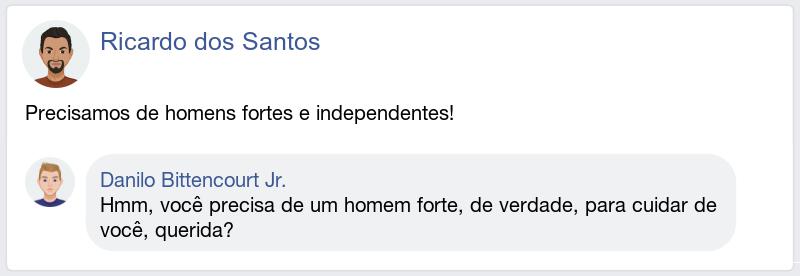 Ricardo dos Santos
Precisamos de homens fortes e independentes!
Danilo Bittencourt Jr.
Hmm, você precisa de um homem forte, de verdade, para cuidar de
você, querida?